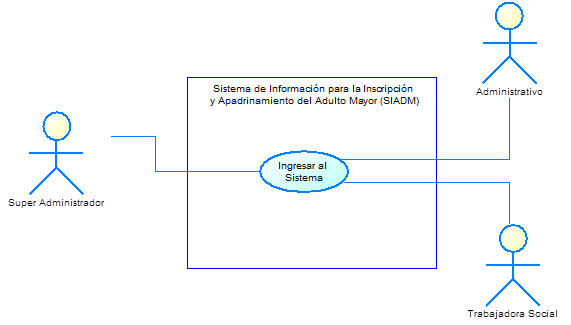 Administrativo
Sistema de Información para la Inscripción
y Apadrinamiento del Adulto Mayor (SIADM)
Ingresar al
Sistema
Super Administrador
Trabajadora Social